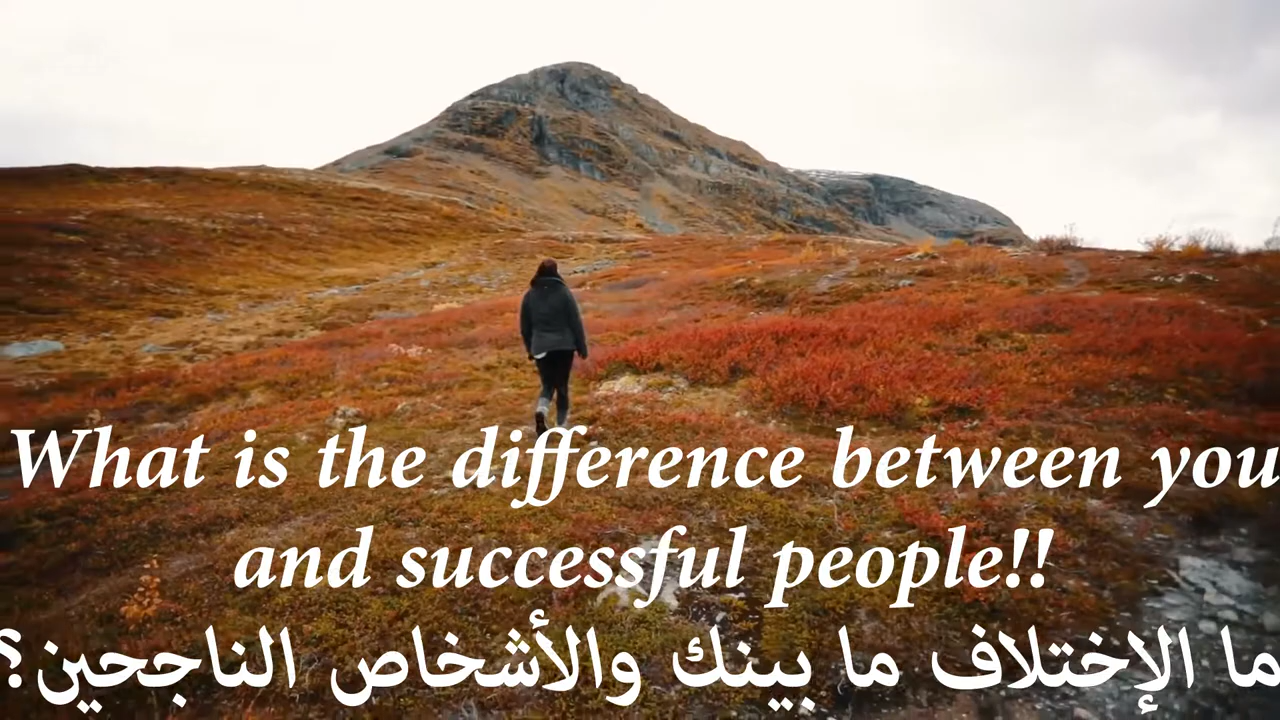 What is the difference between you
and successful people!!
ما الإختلاف ما بينك والأشخاص الناجحين؟